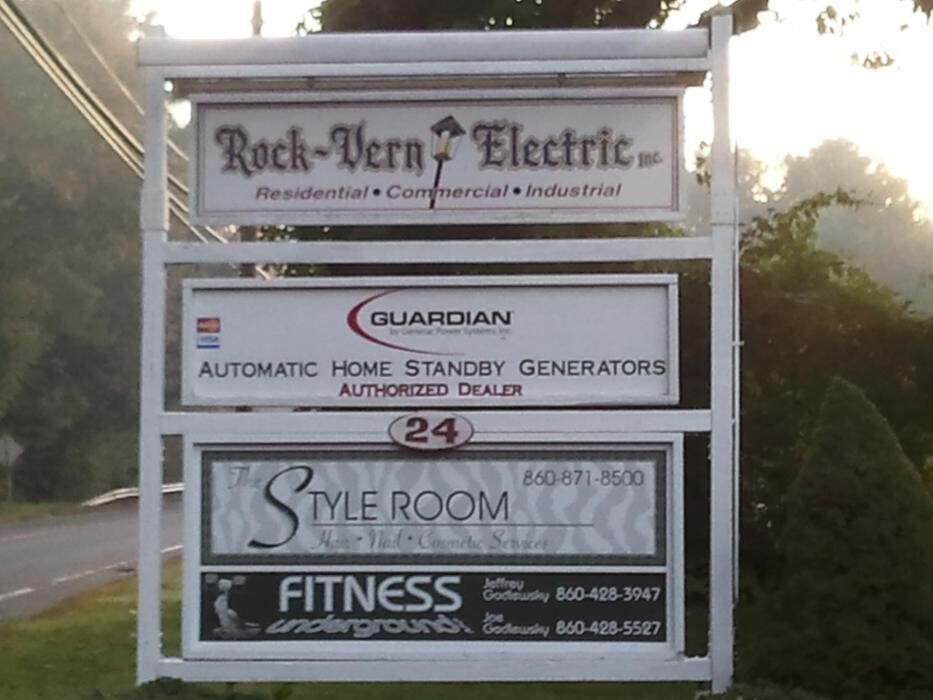 Rock-Vern Electric Inc.
Residential • Commercial • Industrial
GUARDIAN
by Generac Power Systems, Inc.
VISA
AUTOMATIC HOME STANDBY GENERATORS
AUTHORIZED DEALER
24
The STYLE ROOM
860-871-8500
Hair • Nail • Cosmetic Services
FITNESS
underground
Jeffrey
Godlewsky 860-428-3947
Joe
Godlewsky 860-428-5527